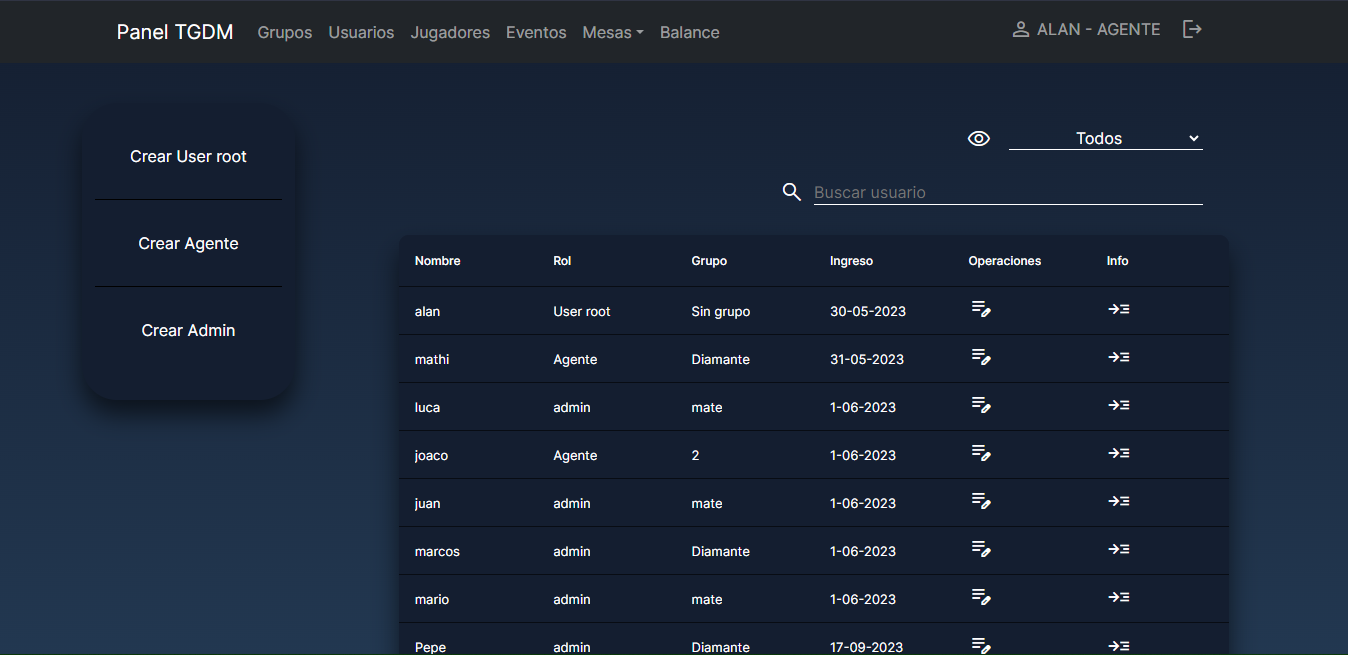 Panel TGDM Grupos Usuarios Jugadores Eventos Mesas Balance ALAN - AGENTE
Crear User root
Crear Agente
Crear Admin
Todos
Buscar usuario
Nombre Rol Grupo Ingreso Operaciones Info
alan User root Sin grupo 30-05-2023
mathi Agente Diamante 31-05-2023
luca admin mate 1-06-2023
joaco Agente 2 1-06-2023
juan admin mate 1-06-2023
marcos admin Diamante 1-06-2023
mario admin mate 1-06-2023
Pepe admin Diamante 17-09-2023